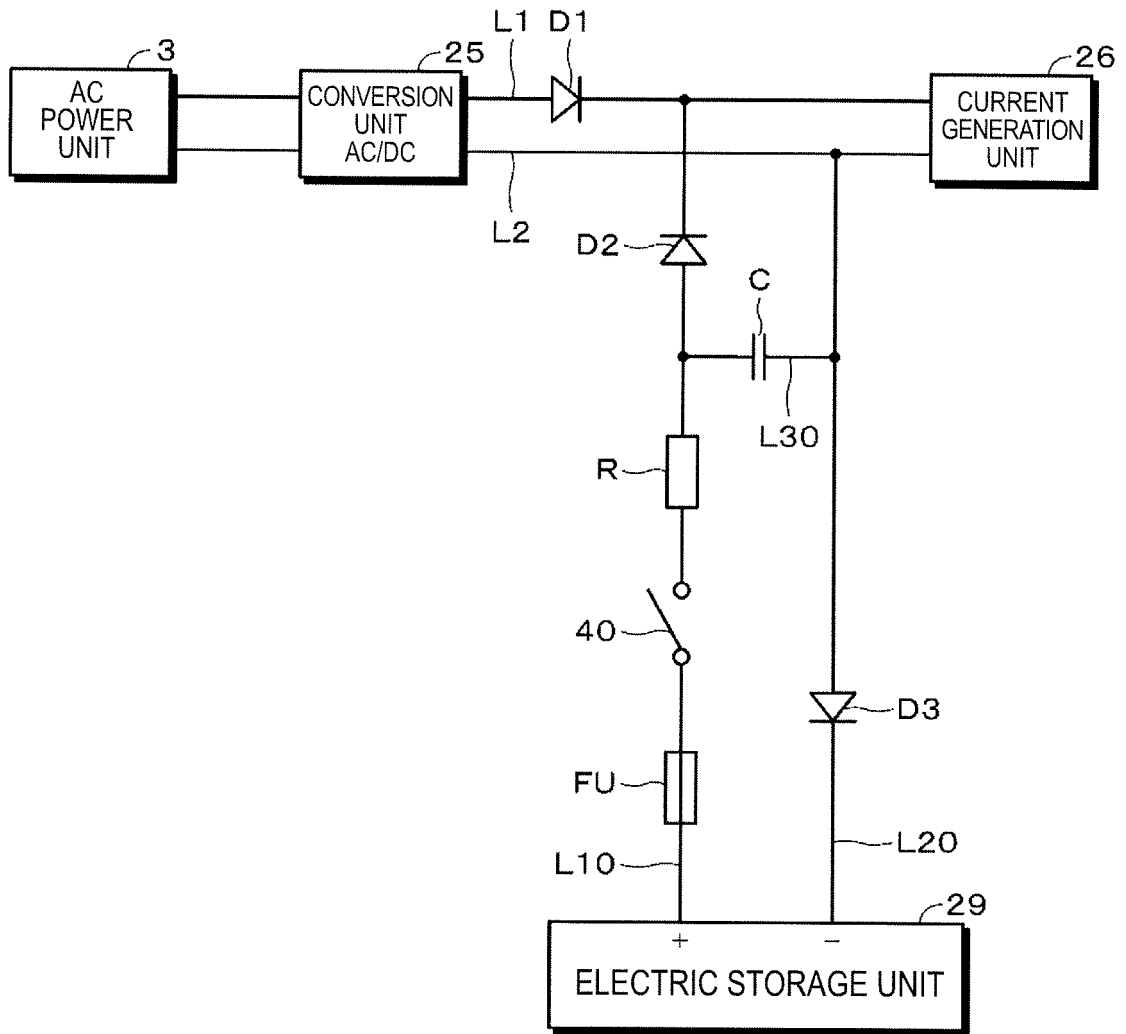 L1
D1
3
25
26
AC
POWER
UNIT
CONVERSION
UNIT
AC/DC
CURRENT
GENERATION
UNIT
L2
D2
C
L30
R
40
D3
FU
L20
L10
29
+
−
ELECTRIC STORAGE UNIT